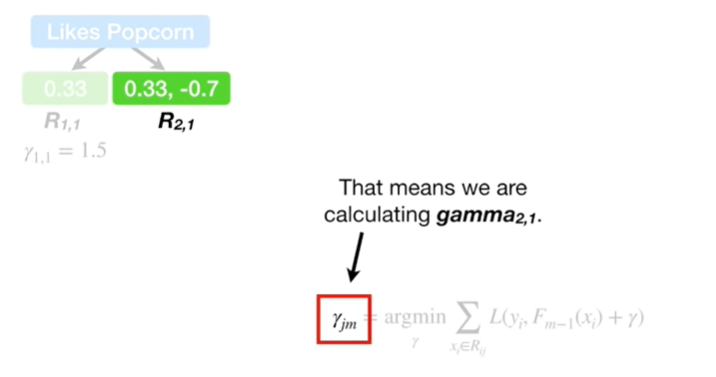 Likes Popcorn
0.33 0.33, -0.7
R1,1 R2,1
γ1,1 = 1.5
That means we are
calculating gamma2,1.
γjm = argmin ∑ L(yi, Fm−1(xi) + γ)
γ xi∈Rij